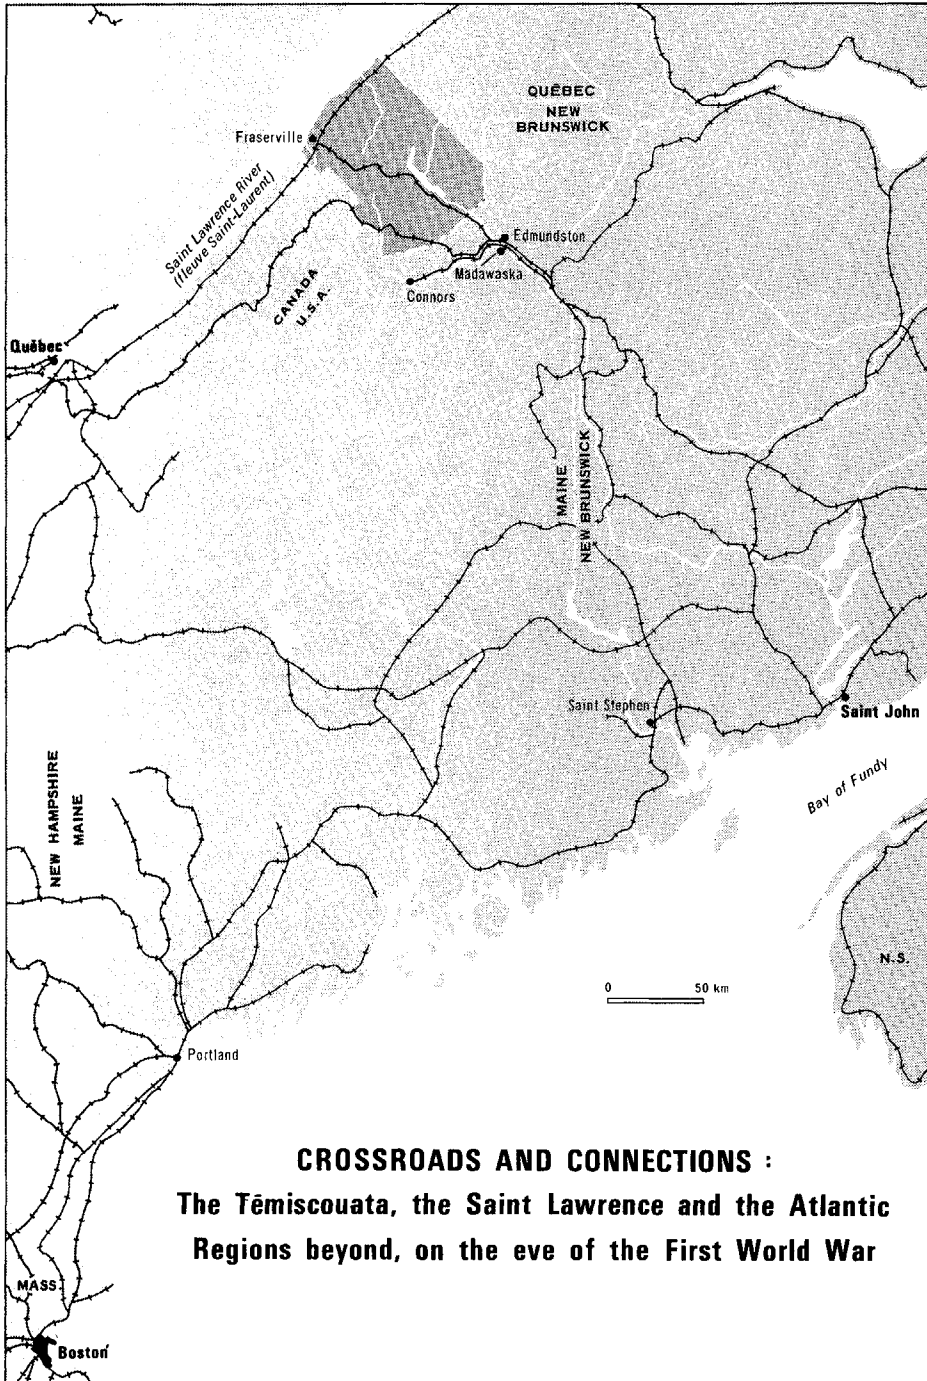 QUÉBEC
NEW
BRUNSWICK
Fraserville
Saint Lawrence River
(fleuve Saint-Laurent)
Edmundston
Madawaska
Connors
CANADA
U.S.A.
Québec
MAINE
NEW BRUNSWICK
Saint Stephen
Saint John
Bay of Fundy
NEW HAMPSHIRE
MAINE
N.S.
0 50 km
Portland
CROSSROADS AND CONNECTIONS :
The Témiscouata, the Saint Lawrence and the Atlantic
Regions beyond, on the eve of the First World War
MASS.
Boston